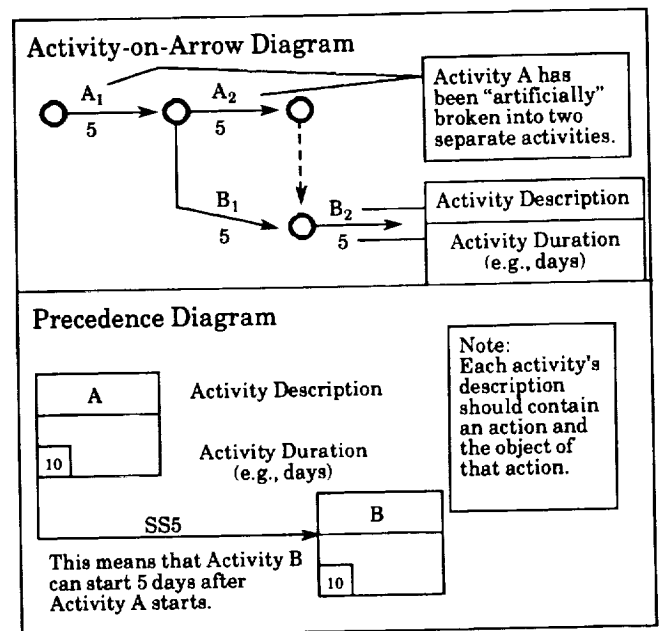 Activity-on-Arrow Diagram
A1
5
A2
5
Activity A has
been "artificially"
broken into two
separate activities.
B1
5
B2
5
Activity Description
Activity Duration
(e.g., days)
Precedence Diagram
A
10
Activity Description
Activity Duration
(e.g., days)
Note:
Each activity's
description
should contain
an action and
the object of
that action.
SS5
B
10
This means that Activity B
can start 5 days after
Activity A starts.